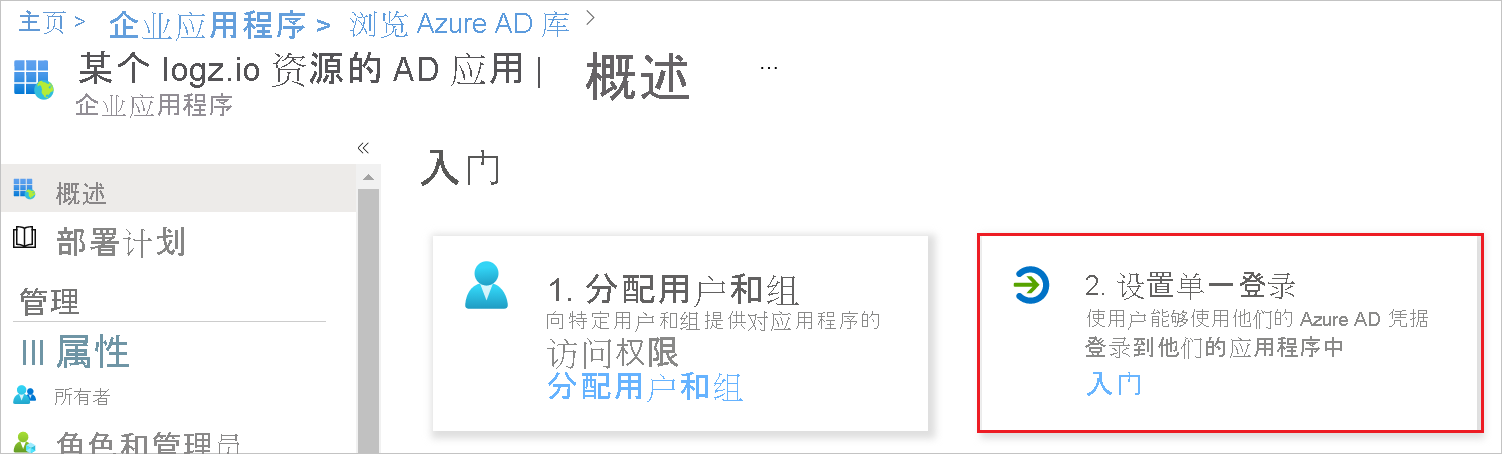 主页 > 企业应用程序 > 浏览 Azure AD 库 >
某个 logz.io 资源的 AD 应用 | 概述 ...
企业应用程序
«
概述
部署计划
管理
属性
所有者
角色和管理员
入门
1. 分配用户和组
向特定用户和组提供对应用程序的
访问权限
分配用户和组
2. 设置单一登录
使用户能够使用他们的 Azure AD 凭据
登录到他们的应用程序中
入门